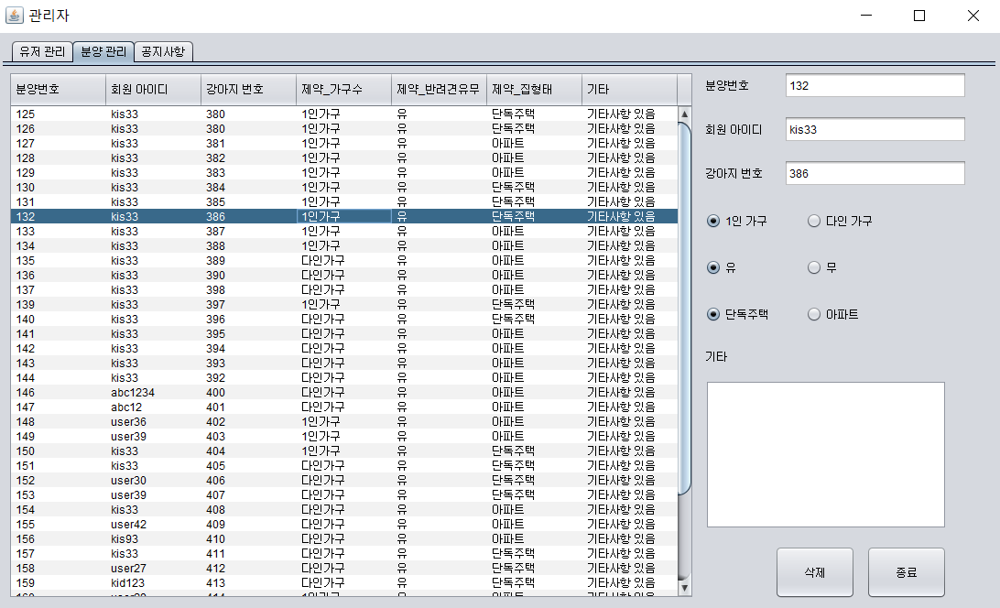 관리자
유저 관리 분양 관리 공지사항
분양번호 회원 아이디 강아지 번호 제약_가구수 제약_반려견유무 제약_집형태 기타
125 kis33 380 1인가구 유 단독주택 기타사항 있음
126 kis33 380 1인가구 유 단독주택 기타사항 있음
127 kis33 381 1인가구 유 아파트 기타사항 있음
128 kis33 382 1인가구 유 아파트 기타사항 있음
129 kis33 383 1인가구 유 아파트 기타사항 있음
130 kis33 384 1인가구 유 단독주택 기타사항 있음
131 kis33 385 1인가구 유 단독주택 기타사항 있음
132 kis33 386 1인가구 유 단독주택 기타사항 있음
133 kis33 387 1인가구 유 아파트 기타사항 있음
134 kis33 388 1인가구 유 아파트 기타사항 있음
135 kis33 389 다인가구 유 아파트 기타사항 있음
136 kis33 390 다인가구 유 아파트 기타사항 있음
137 kis33 398 다인가구 유 아파트 기타사항 있음
139 kis33 397 1인가구 유 단독주택 기타사항 있음
140 kis33 396 다인가구 유 단독주택 기타사항 있음
141 kis33 395 다인가구 유 아파트 기타사항 있음
142 kis33 394 다인가구 유 아파트 기타사항 있음
143 kis33 393 다인가구 유 아파트 기타사항 있음
144 kis33 392 다인가구 유 아파트 기타사항 있음
146 abc1234 400 다인가구 유 아파트 기타사항 있음
147 abc12 401 다인가구 유 아파트 기타사항 있음
148 user36 402 1인가구 유 아파트 기타사항 있음
149 user39 403 1인가구 유 아파트 기타사항 있음
150 kis33 404 1인가구 유 단독주택 기타사항 있음
151 kis33 405 다인가구 유 단독주택 기타사항 있음
152 user30 406 다인가구 유 단독주택 기타사항 있음
153 user39 407 다인가구 유 단독주택 기타사항 있음
154 kis33 408 다인가구 유 아파트 기타사항 있음
155 user42 409 다인가구 유 아파트 기타사항 있음
156 kis93 410 다인가구 유 아파트 기타사항 있음
157 kis33 411 다인가구 유 단독주택 기타사항 있음
158 user27 412 다인가구 유 단독주택 기타사항 있음
159 kid123 413 다인가구 유 단독주택 기타사항 있음
분양번호 132
회원 아이디 kis33
강아지 번호 386
1인 가구 다인 가구
유 무
단독주택 아파트
기타
삭제 종료